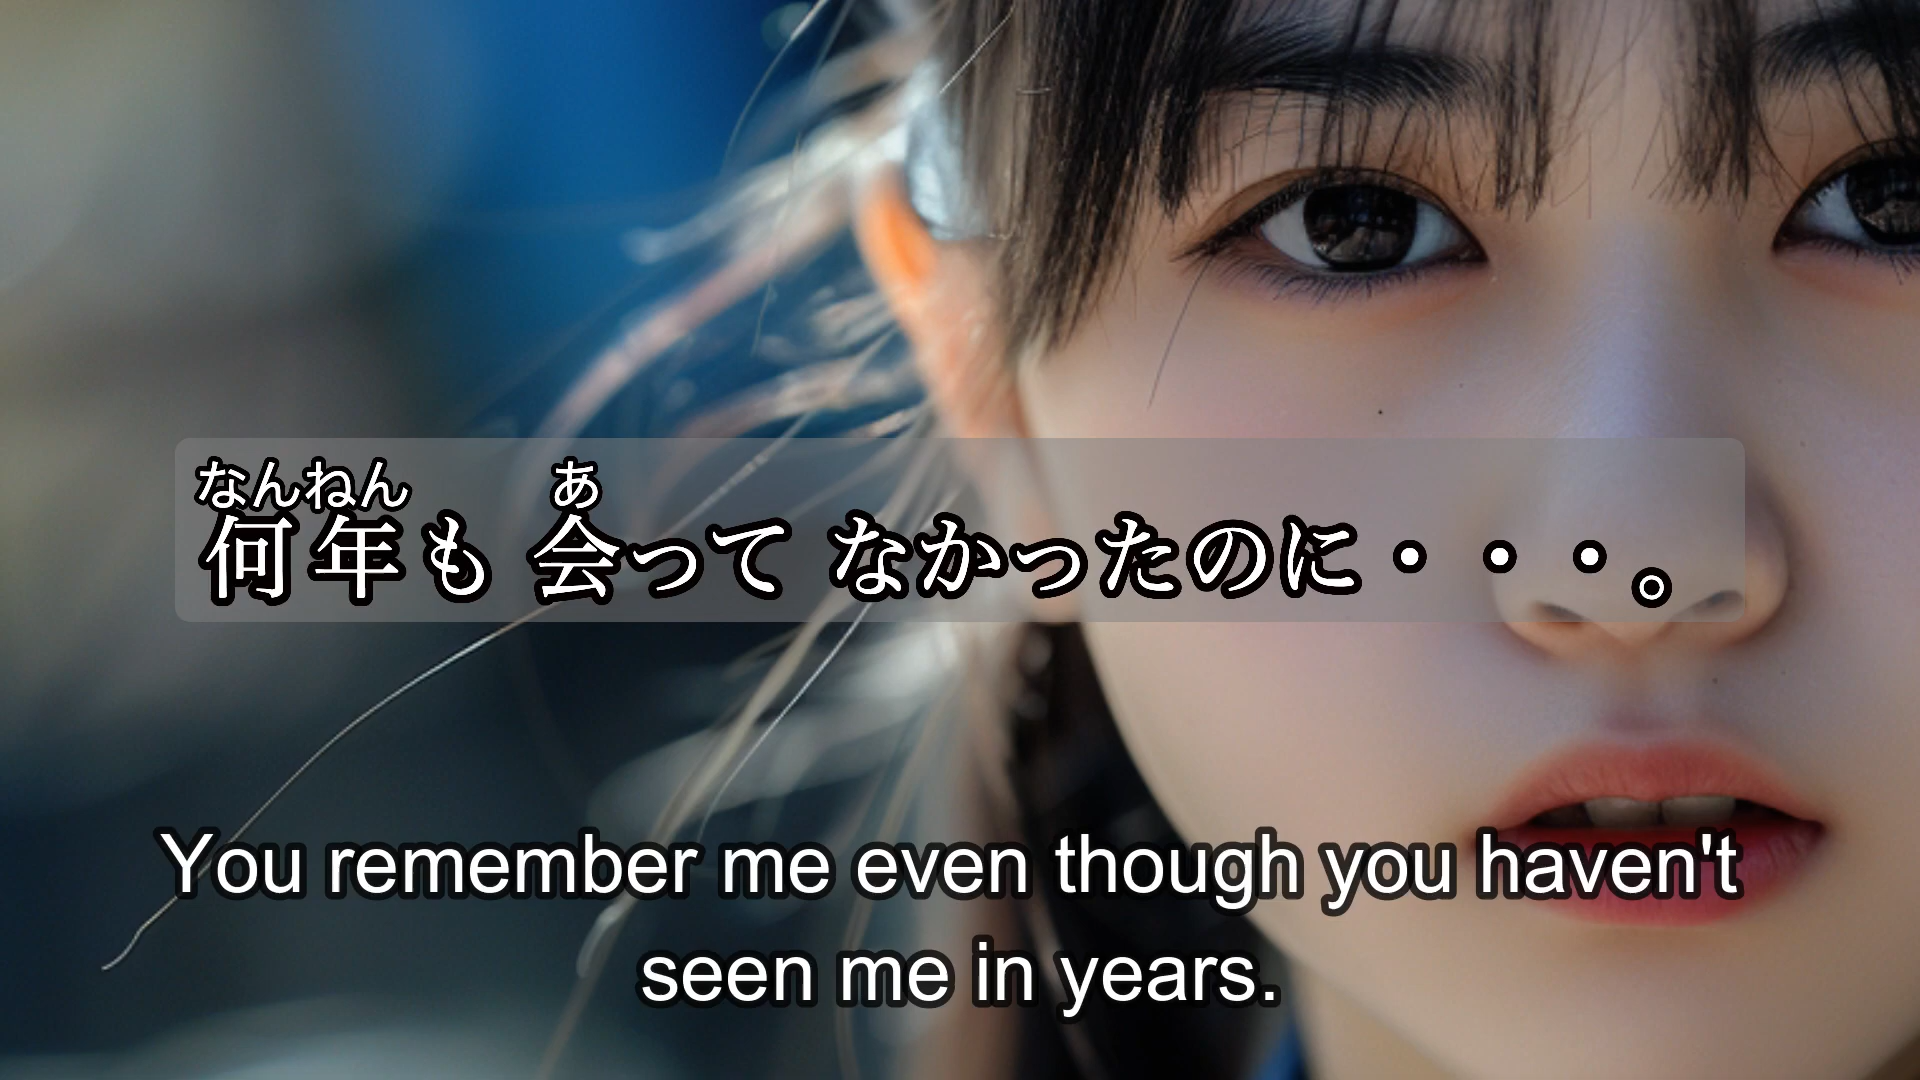 なんねん あ
何年も 会って なかったのに・・・。
You remember me even though you haven't
seen me in years.